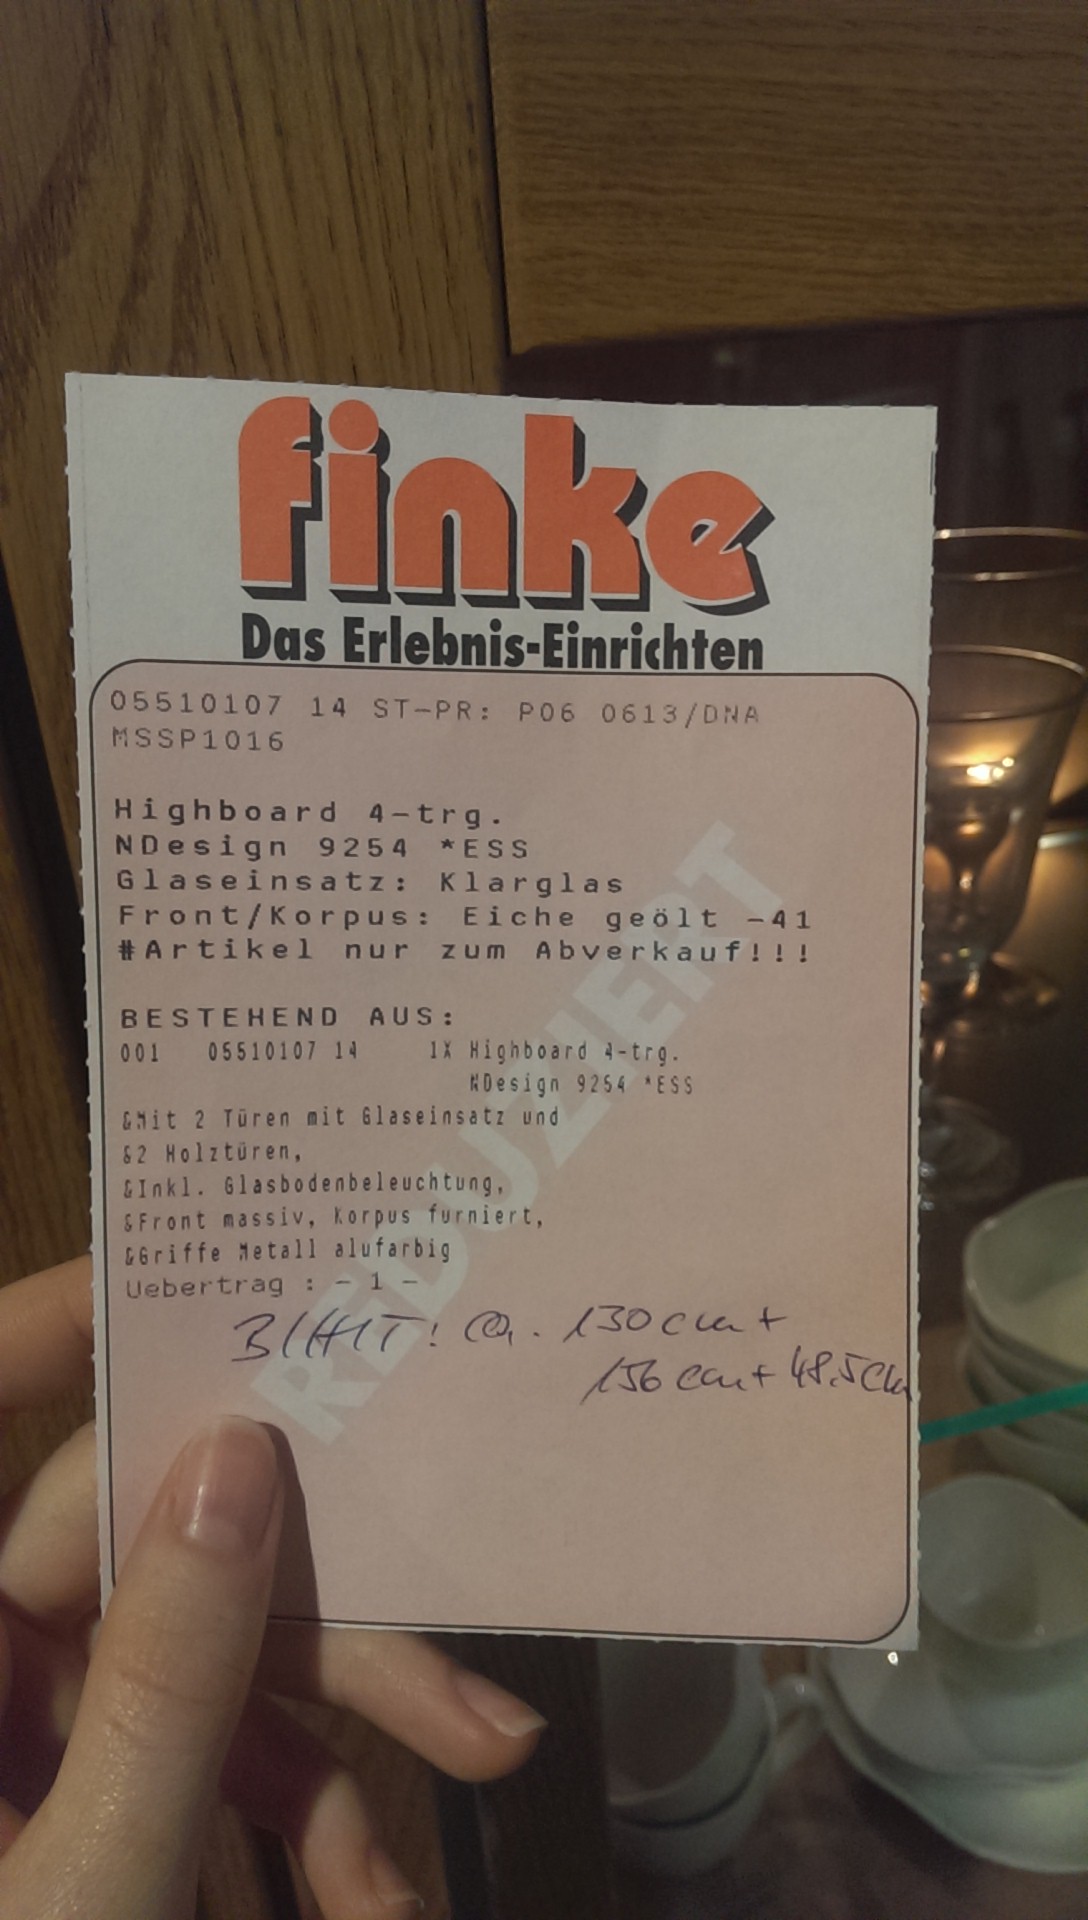 finke
Das Erlebnis-Einrichten
05510107 14 ST-PR: P06 0613/DNA
MSSP1016
Highboard 4-trg.
NDesign 9254 *ESS
Glaseinsatz: Klarglas
Front/Korpus: Eiche geölt -41
#Artikel nur zum Abverkauf!!!
BESTEHEND AUS:
001 05510107 14 1X Highboard 4-trg.
NDesign 9254 *ESS
&Mit 2 Türen mit Glaseinsatz und
&2 Holztüren,
&Inkl. Glasbodenbeleuchtung,
&Front massiv, Korpus furniert,
&Griffe Metall alufarbig
Uebertrag : - 1 -
B/H/T! ca. 130cm+
156cm+48.5cm
REDUZIERT